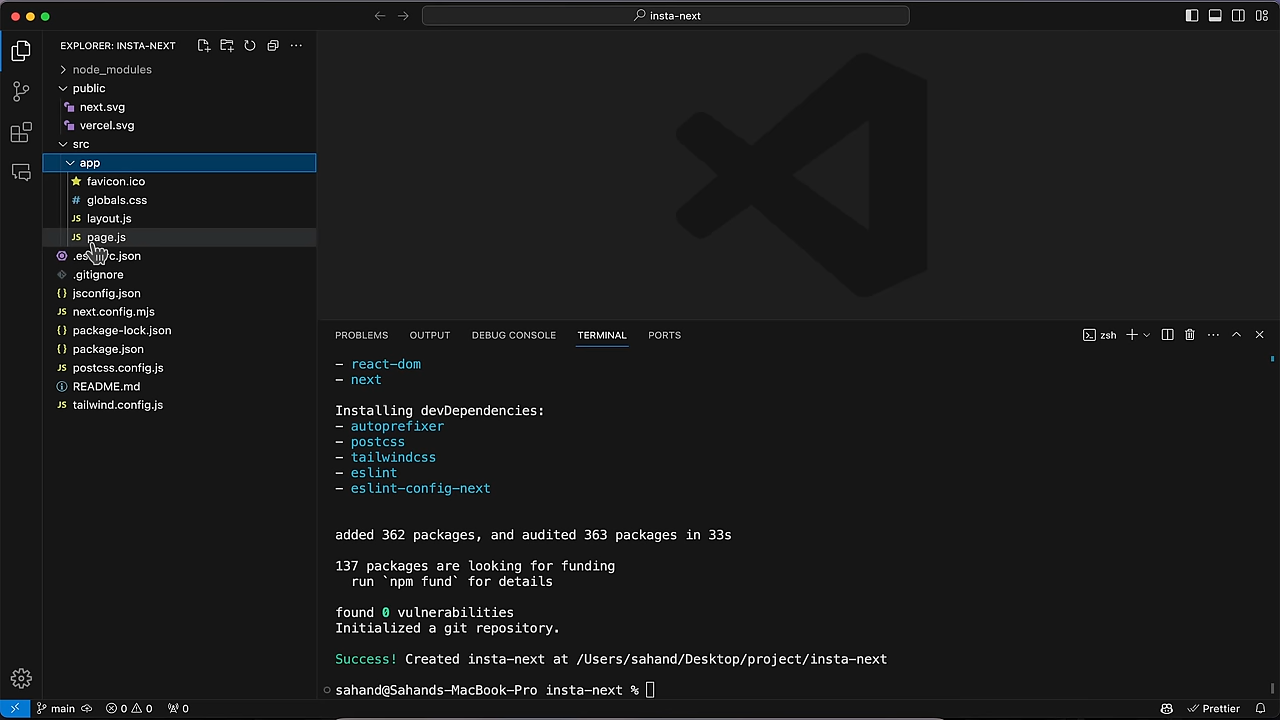 insta-next
EXPLORER: INSTA-NEXT
node_modules
public
next.svg
vercel.svg
src
app
favicon.ico
# globals.css
JS layout.js
JS page.js
.gitignore
{} jsconfig.json
JS next.config.mjs
{} package-lock.json
{} package.json
JS postcss.config.js
README.md
JS tailwind.config.js
PROBLEMS OUTPUT DEBUG CONSOLE TERMINAL PORTS
zsh
- react-dom
- next
Installing devDependencies:
- autoprefixer
- postcss
- tailwindcss
- eslint
- eslint-config-next
added 362 packages, and audited 363 packages in 33s
137 packages are looking for funding
run `npm fund` for details
found 0 vulnerabilities
Initialized a git repository.
Success! Created insta-next at /Users/sahand/Desktop/project/insta-next
sahand@Sahands-MacBook-Pro insta-next %
main 0 0 0 Prettier